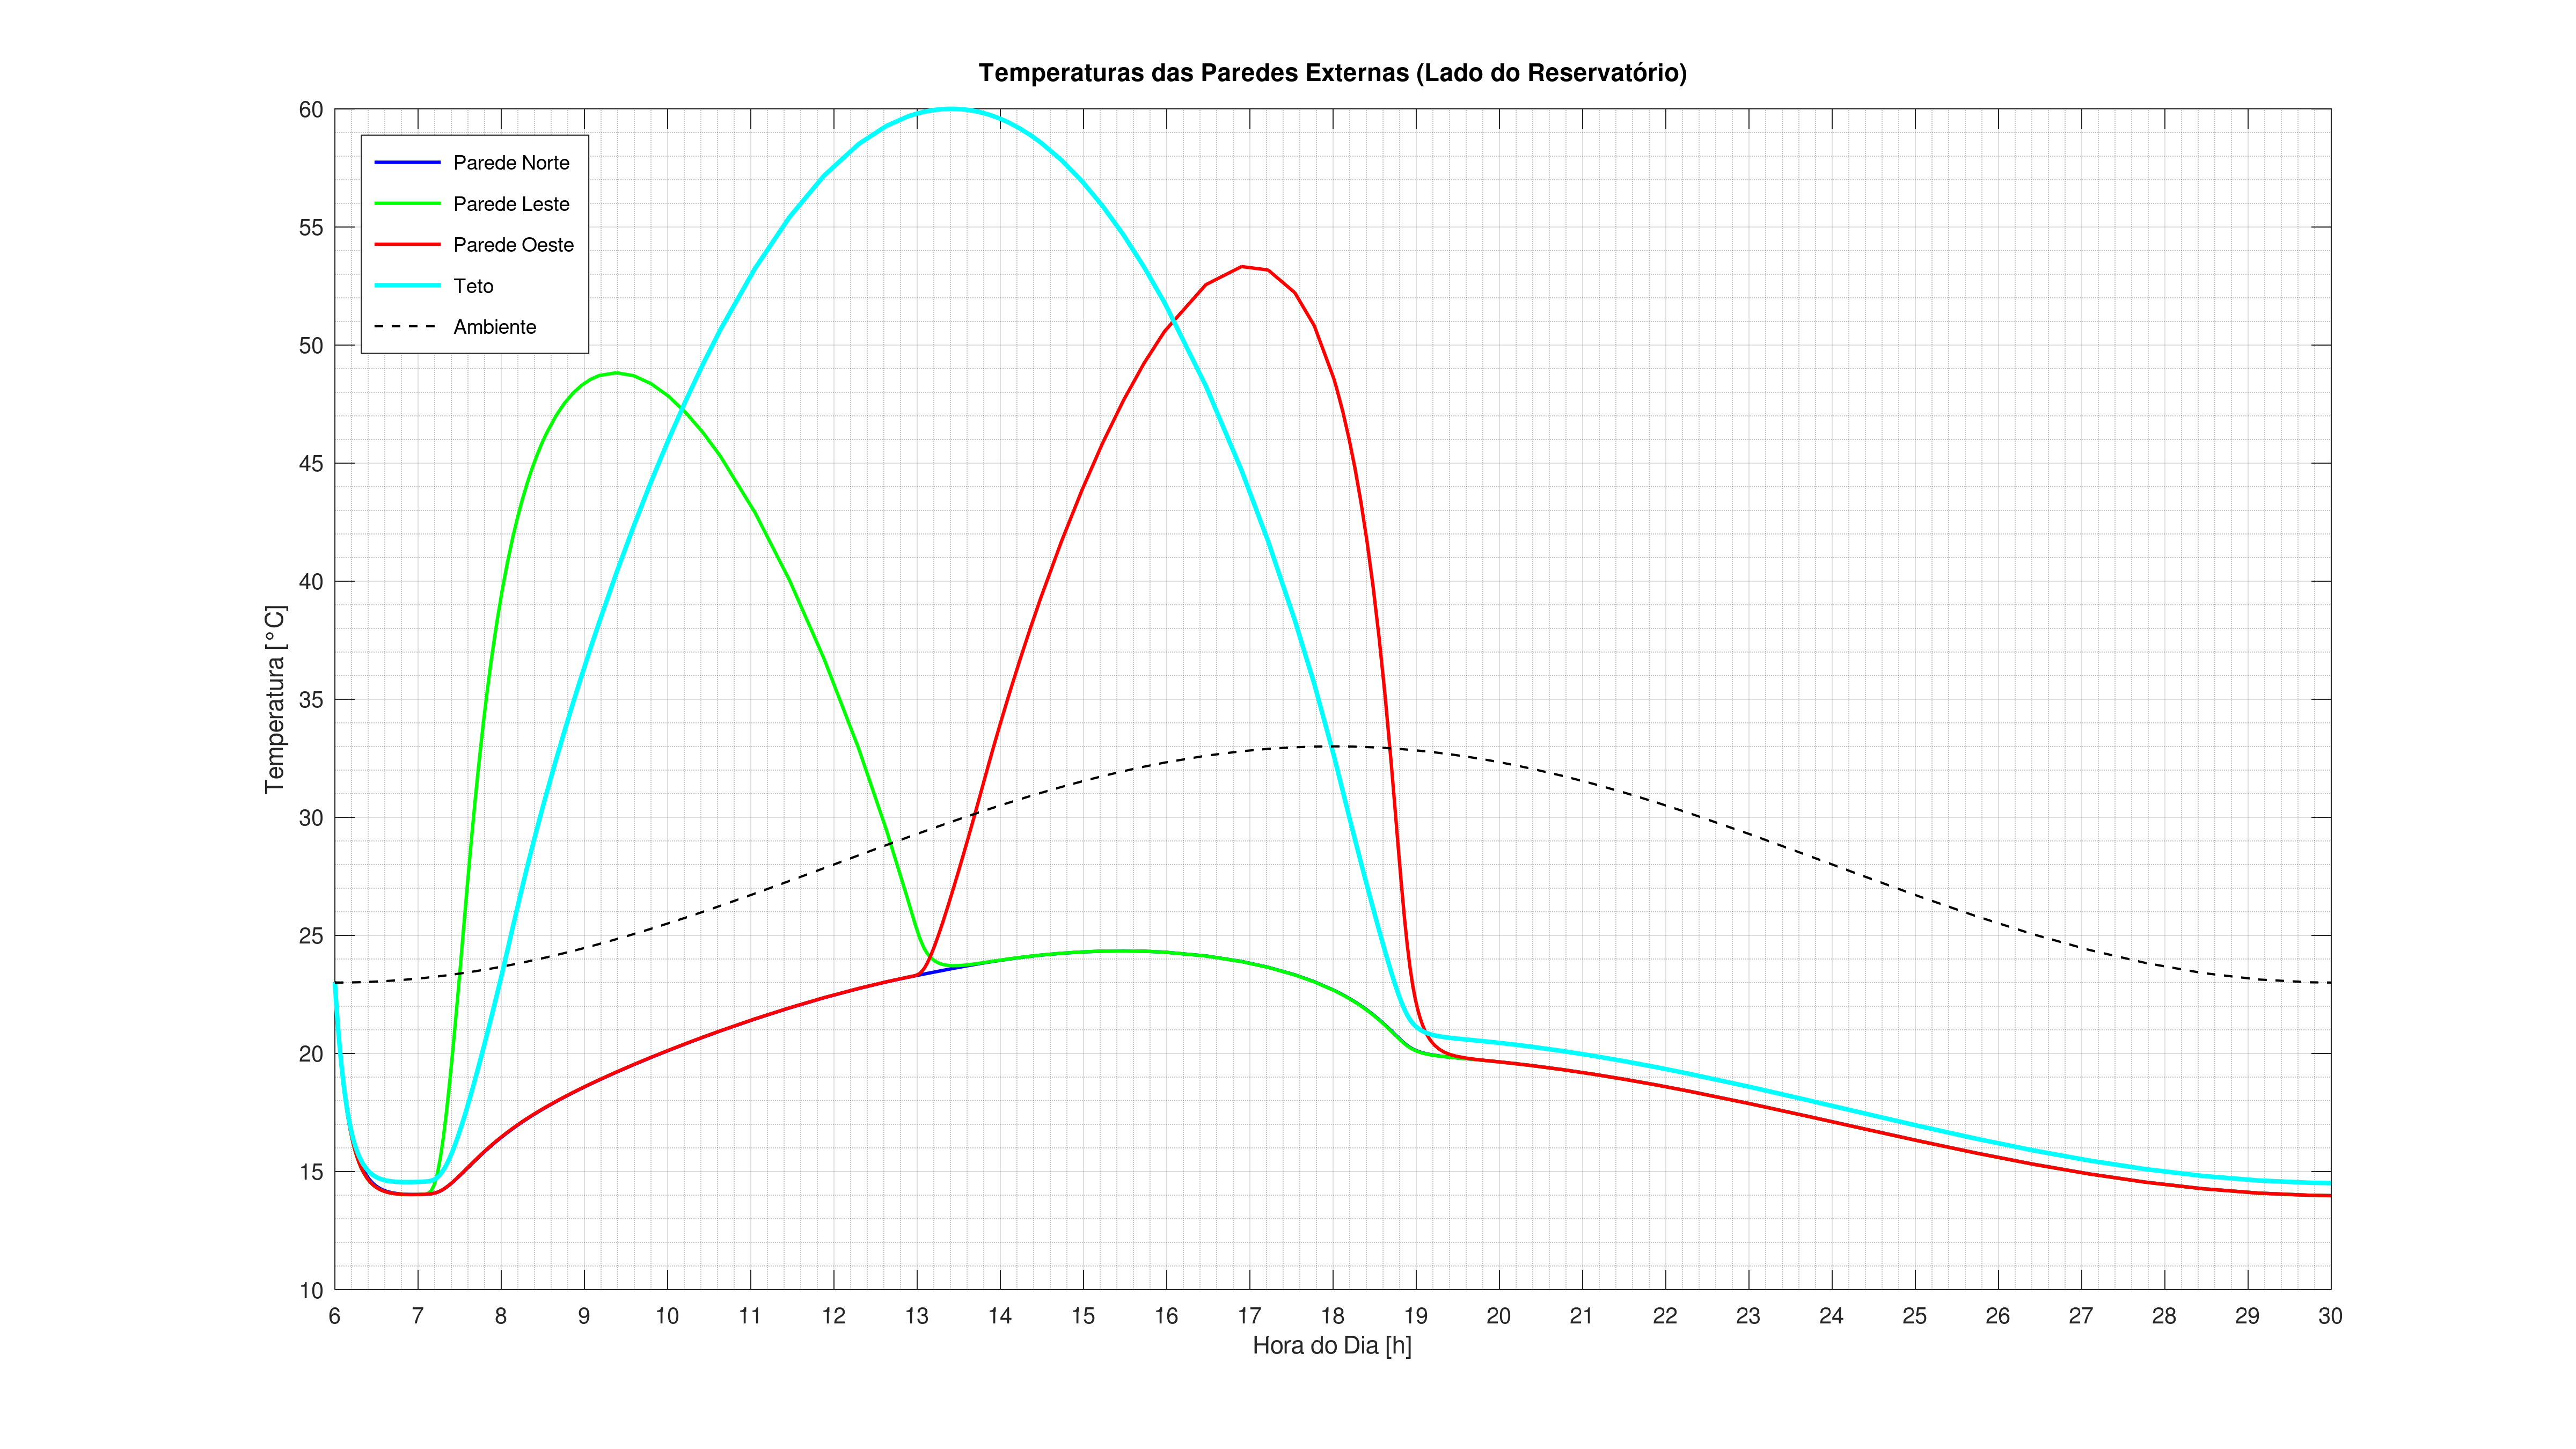 Temperaturas das Paredes Externas (Lado do Reservatório)
60
55
50
45
40
35
30
25
20
15
10
Parede Norte
Parede Leste
Parede Oeste
Teto
Ambiente
Temperatura [°C]
6 7 8 9 10 11 12 13 14 15 16 17 18 19 20 21 22 23 24 25 26 27 28 29 30
Hora do Dia [h]